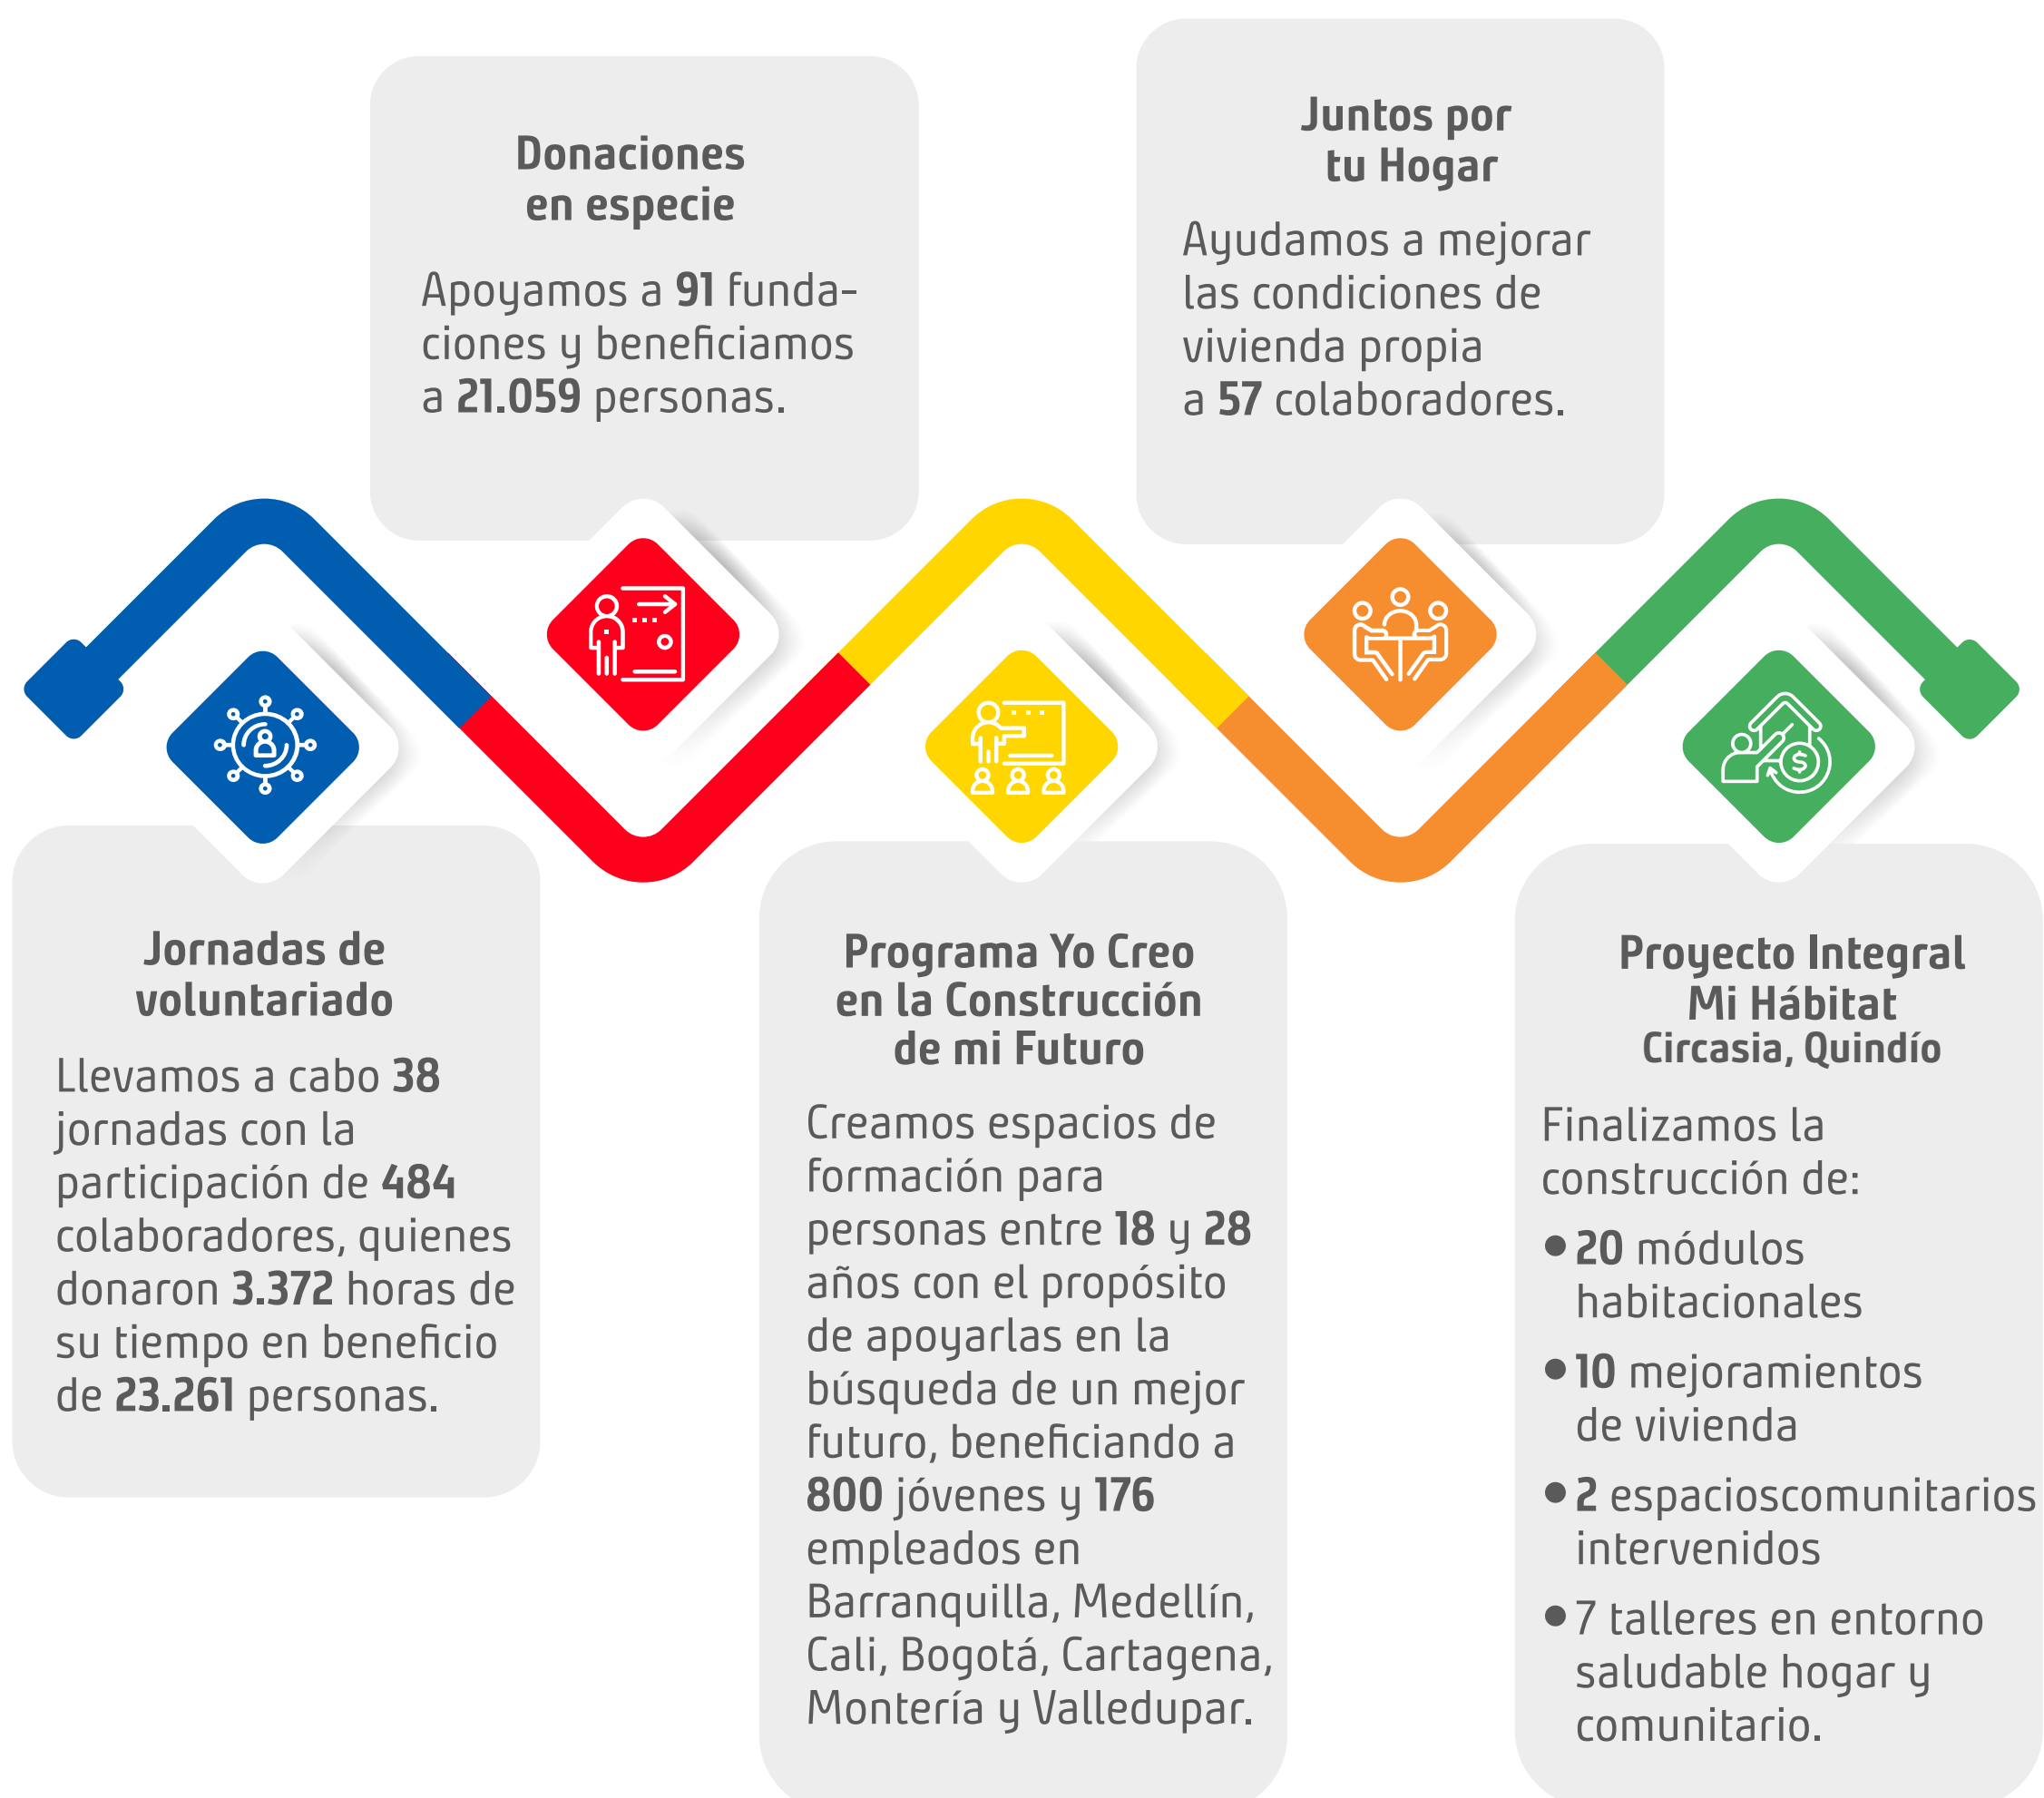 Donaciones
en especie
Apoyamos a 91 funda-
ciones y beneficiamos
a 21.059 personas.
Juntos por
tu Hogar
Ayudamos a mejorar
las condiciones de
vivienda propia
a 57 colaboradores.
Jornadas de
voluntariado
Llevamos a cabo 38
jornadas con la
participación de 484
colaboradores, quienes
donaron 3.372 horas de
su tiempo en beneficio
de 23.261 personas.
Programa Yo Creo
en la Construcción
de mi Futuro
Creamos espacios de
formación para
personas entre 18 y 28
años con el propósito
de apoyarlas en la
búsqueda de un mejor
futuro, beneficiando a
800 jóvenes y 176
empleados en
Barranquilla, Medellín,
Cali, Bogotá, Cartagena,
Montería y Valledupar.
Proyecto Integral
Mi Hábitat
Circasia, Quindío
Finalizamos la
construcción de:
• 20 módulos
habitacionales
• 10 mejoramientos
de vivienda
• 2 espacioscomunitarios
intervenidos
• 7 talleres en entorno
saludable hogar y
comunitario.